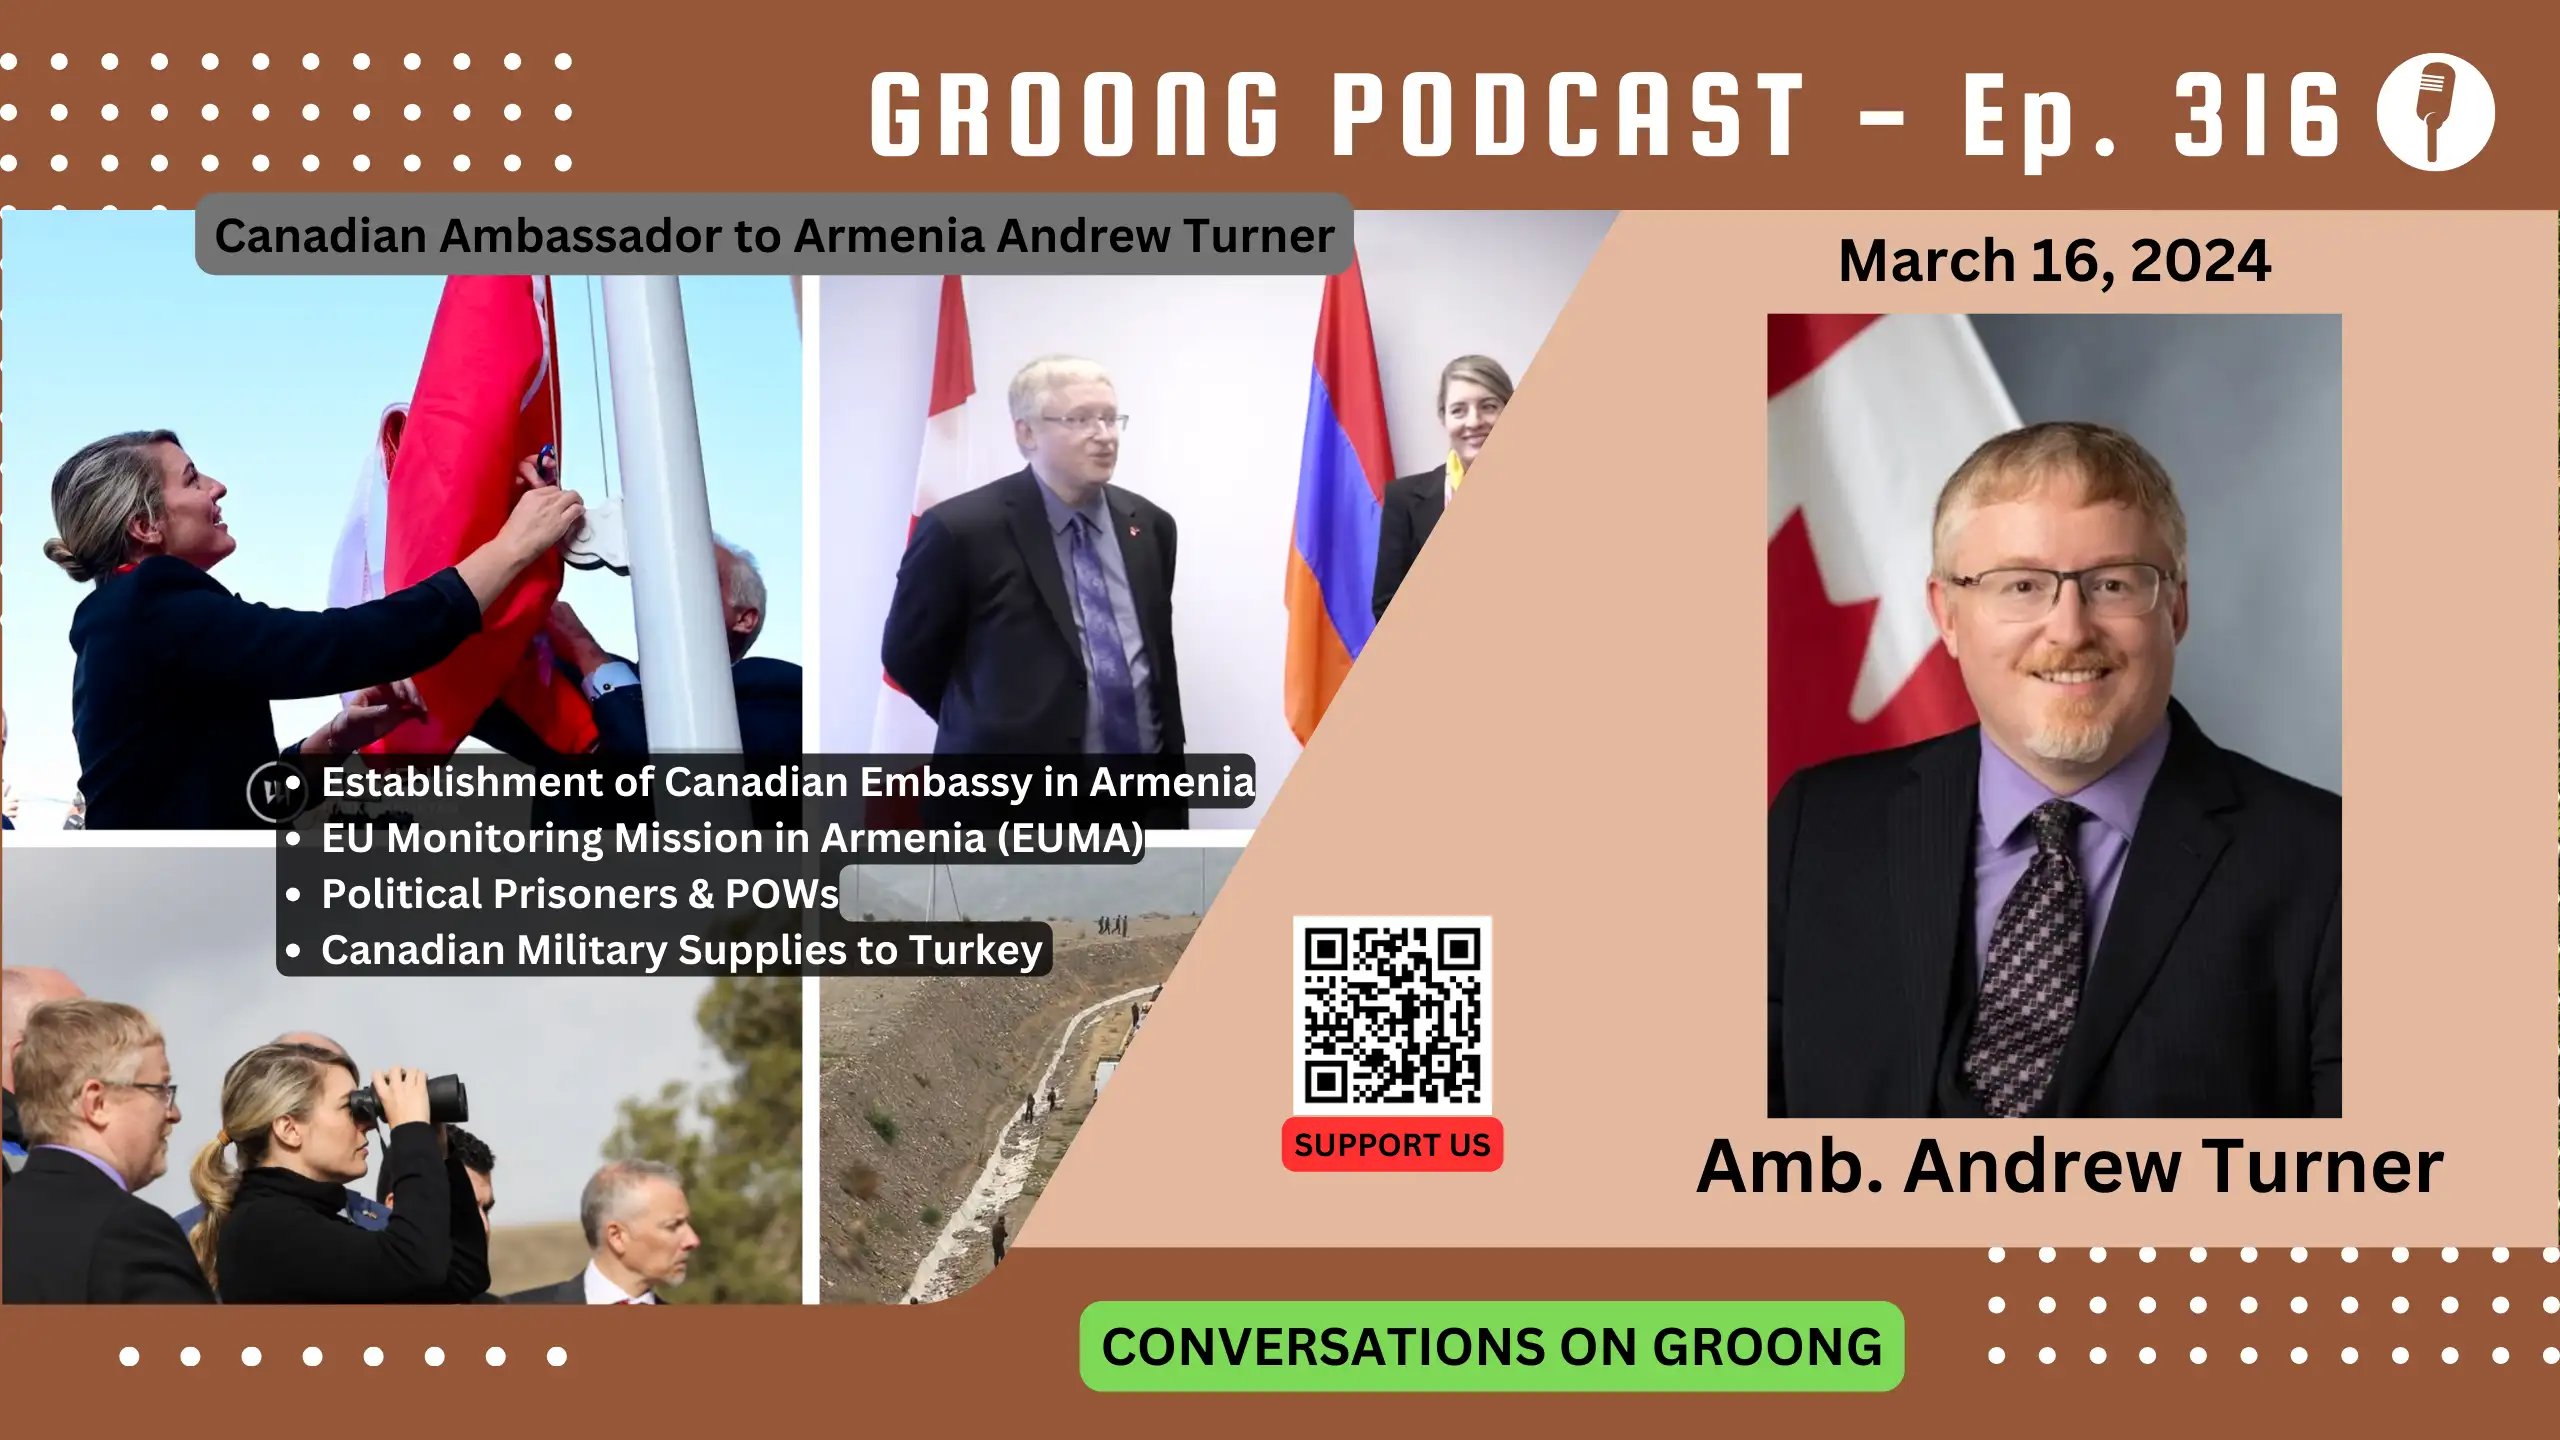 GROONG PODCAST - Ep. 316
Canadian Ambassador to Armenia Andrew Turner
March 16, 2024
• Establishment of Canadian Embassy in Armenia
• EU Monitoring Mission in Armenia (EUMA)
• Political Prisoners & POWs
• Canadian Military Supplies to Turkey
SUPPORT US
Amb. Andrew Turner
CONVERSATIONS ON GROONG